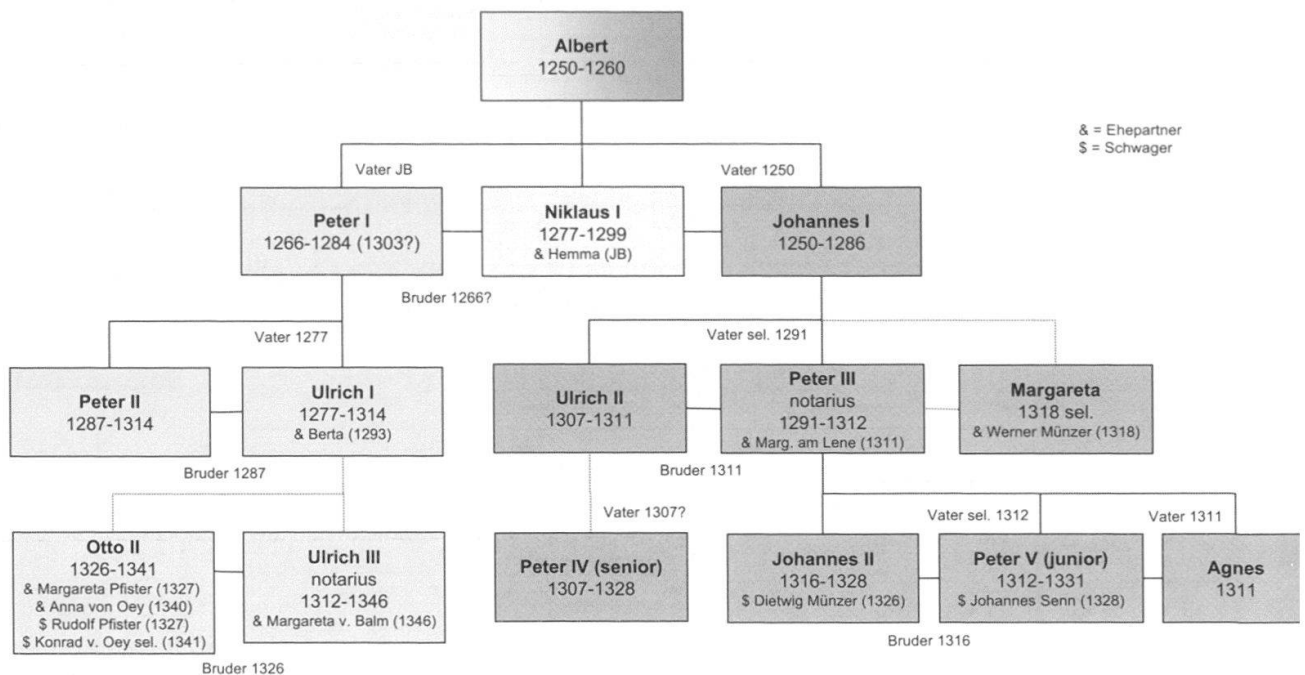 Albert
1250-1260
& = Ehepartner
$ = Schwager
Vater JB
Vater 1250
Peter I
1266-1284 (1303?)
Niklaus I
1277-1299
& Hemma (JB)
Johannes I
1250-1286
Bruder 1266?
Vater 1277
Vater sel. 1291
Peter II
1287-1314
Ulrich I
1277-1314
& Berta (1293)
Ulrich II
1307-1311
Peter III
notarius
1291-1312
& Marg. am Lene (1311)
Margareta
1318 sel.
& Werner Münzer (1318)
Bruder 1287
Bruder 1311
Vater 1307?
Vater sel. 1312
Vater 1311
Otto II
1326-1341
& Margareta Pfister (1327)
& Anna von Oey (1340)
$ Rudolf Pfister (1327)
$ Konrad v. Oey sel. (1341)
Ulrich III
notarius
1312-1346
& Margareta v. Balm (1346)
Peter IV (senior)
1307-1328
Johannes II
1316-1328
$ Dietwig Münzer (1326)
Peter V (junior)
1312-1331
$ Johannes Senn (1328)
Agnes
1311
Bruder 1326
Bruder 1316